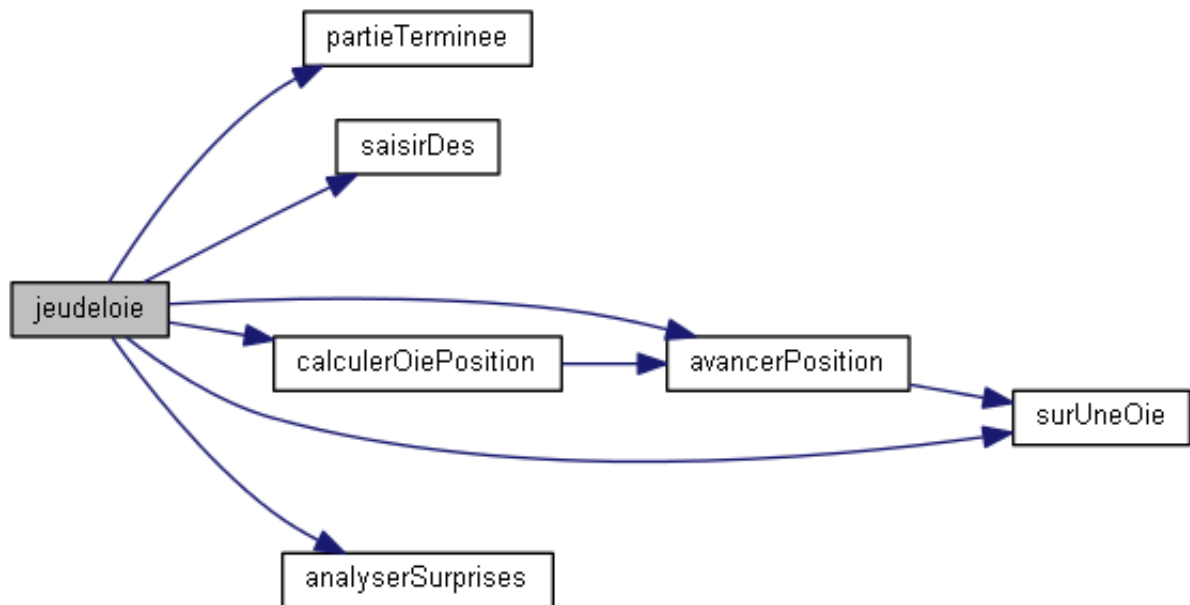 partieTerminee
saisirDes
jeudeloie
calculerOiePosition
avancerPosition
surUneOie
analyserSurprises